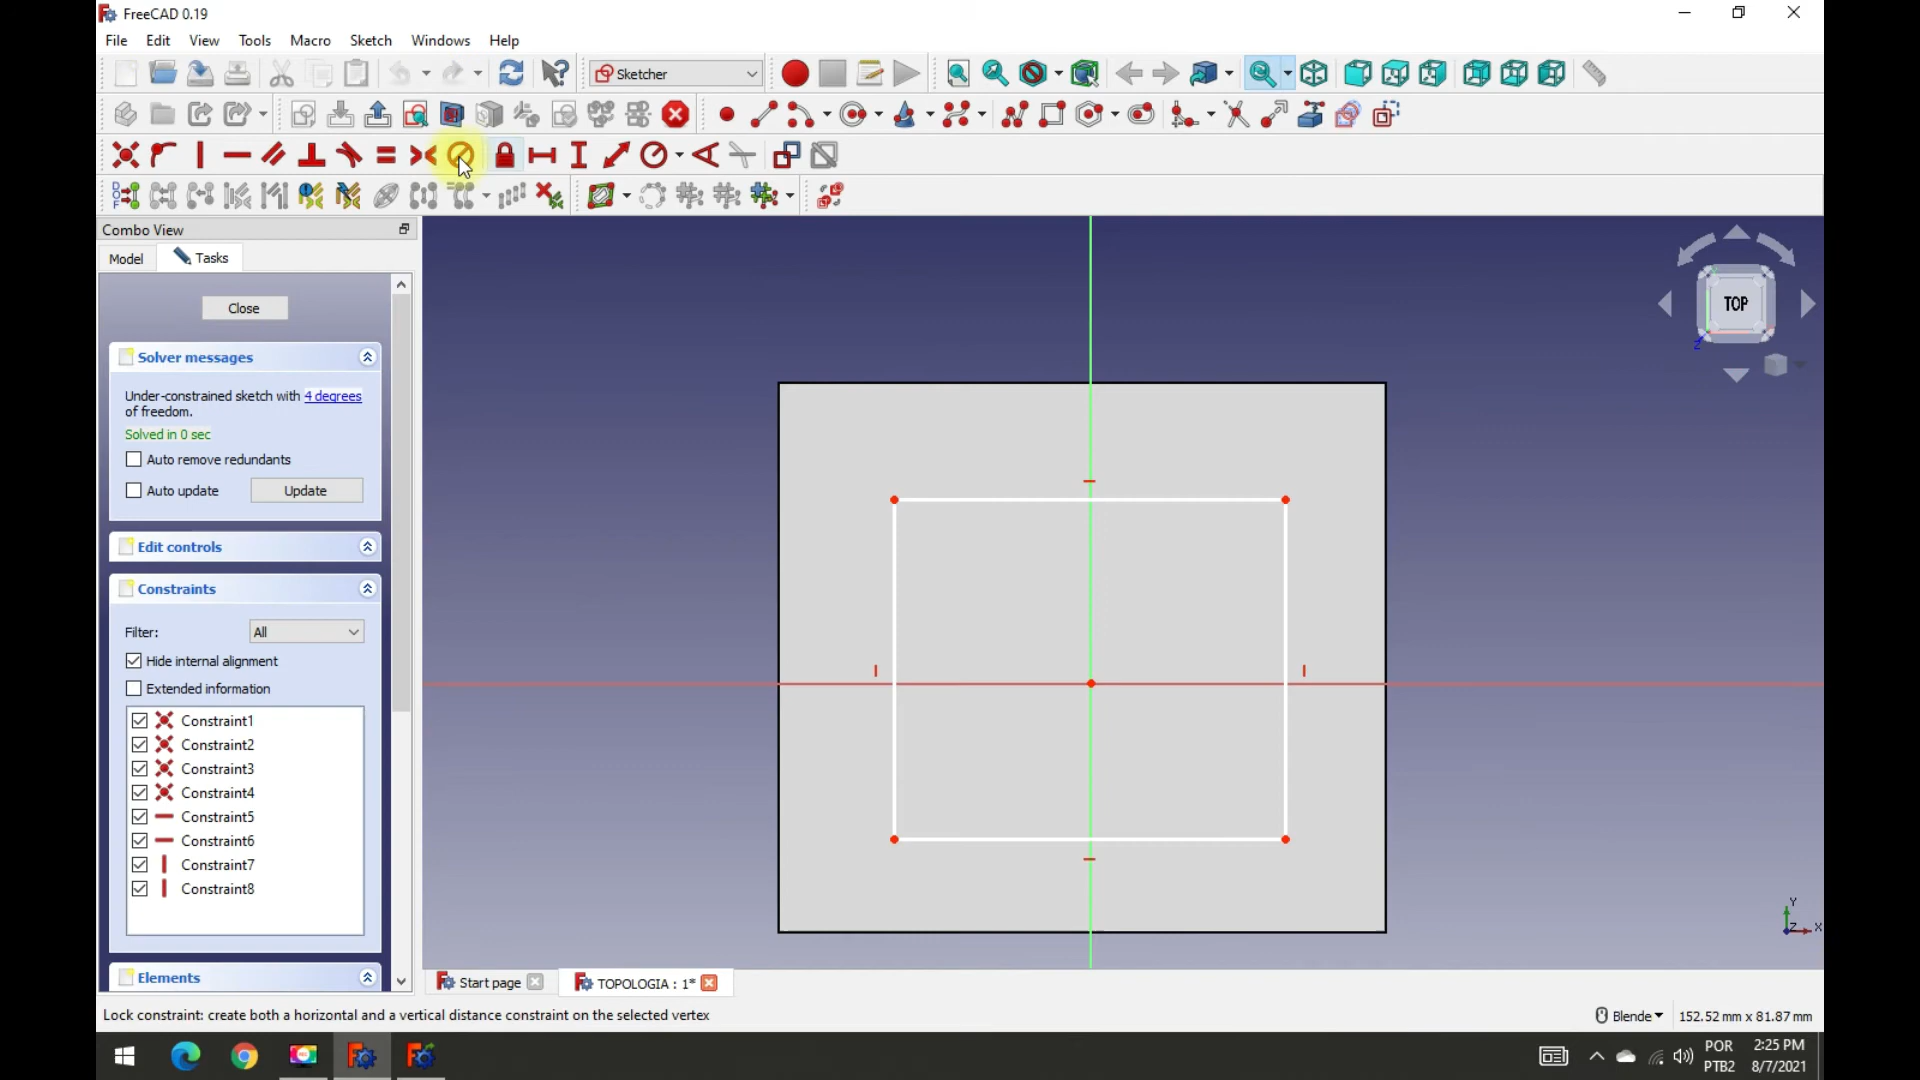 FreeCAD 0.19
File Edit View Tools Macro Sketch Windows Help
Sketcher
Combo View
Model Tasks
Close
Solver messages
Under-constrained sketch with 4 degrees
of freedom.
Solved in 0 sec
Auto remove redundants
Auto update Update
Edit controls
Constraints
Filter: All
Hide internal alignment
Extended information
Constraint1
Constraint2
Constraint3
Constraint4
Constraint5
Constraint6
Constraint7
Constraint8
Elements
TOP
Z
Y
Z X
Start page TOPOLOGIA : 1*
Lock constraint: create both a horizontal and a vertical distance constraint on the selected vertex
Blende 152.52 mm x 81.87 mm
POR 2:25 PM
PTB2 8/7/2021